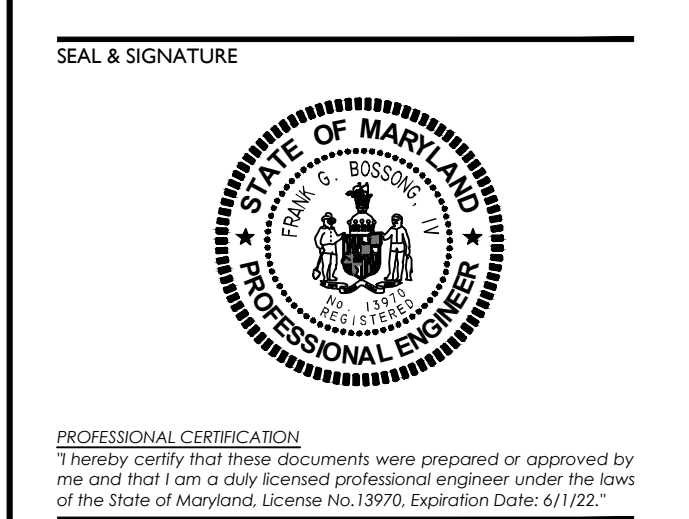 SEAL & SIGNATURE
STATE OF MARYLAND
FRANK G. BOSSONG, IV
No. 13970
REGISTERED
PROFESSIONAL ENGINEER
PROFESSIONAL CERTIFICATION
"I hereby certify that these documents were prepared or approved by
me and that I am a duly licensed professional engineer under the laws
of the State of Maryland, License No.13970, Expiration Date: 6/1/22."